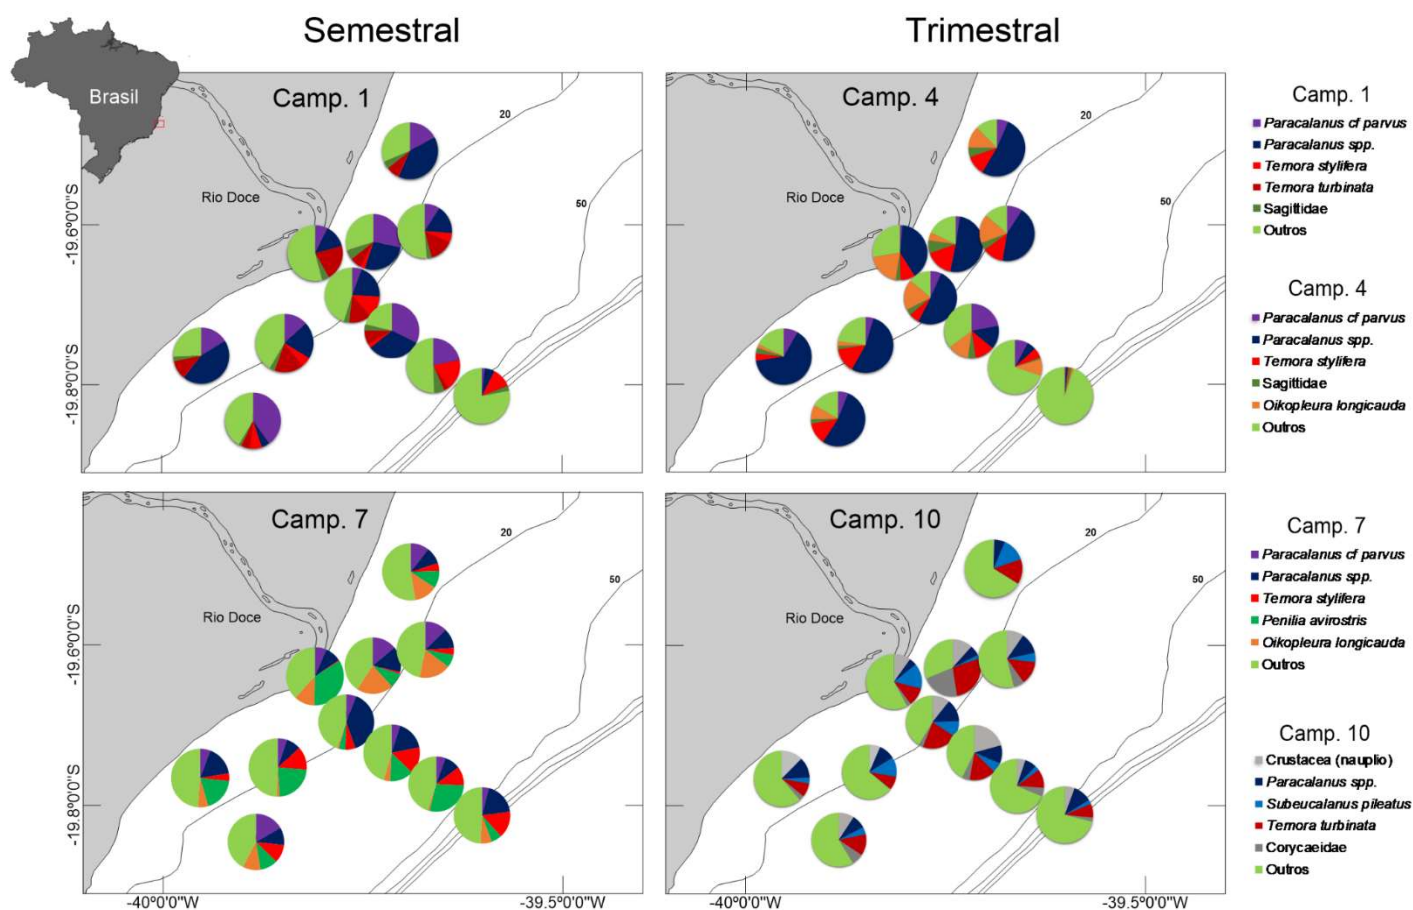 Semestral
Trimestral
Brasil
Camp. 1
20
50
Rio Doce
-19.6°0'0"S
-19.8°0'0"S
Camp. 4
20
50
Rio Doce
Camp. 1
Paracalanus cf parvus
Paracalanus spp.
Temora stylifera
Temora turbinata
Sagittidae
Outros
Camp. 4
Paracalanus cf parvus
Paracalanus spp.
Temora stylifera
Sagittidae
Oikopleura longicauda
Outros
Camp. 7
20
50
Rio Doce
-19.6°0'0"S
-19.8°0'0"S
-40°0'0"W
-39.5°0'0"W
Camp. 10
20
50
Rio Doce
-40°0'0"W
-39.5°0'0"W
Camp. 7
Paracalanus cf parvus
Paracalanus spp.
Temora stylifera
Penilia avirostris
Oikopleura longicauda
Outros
Camp. 10
Crustacea (nauplio)
Paracalanus spp.
Subeucalanus pileatus
Temora turbinata
Corycaeidae
Outros